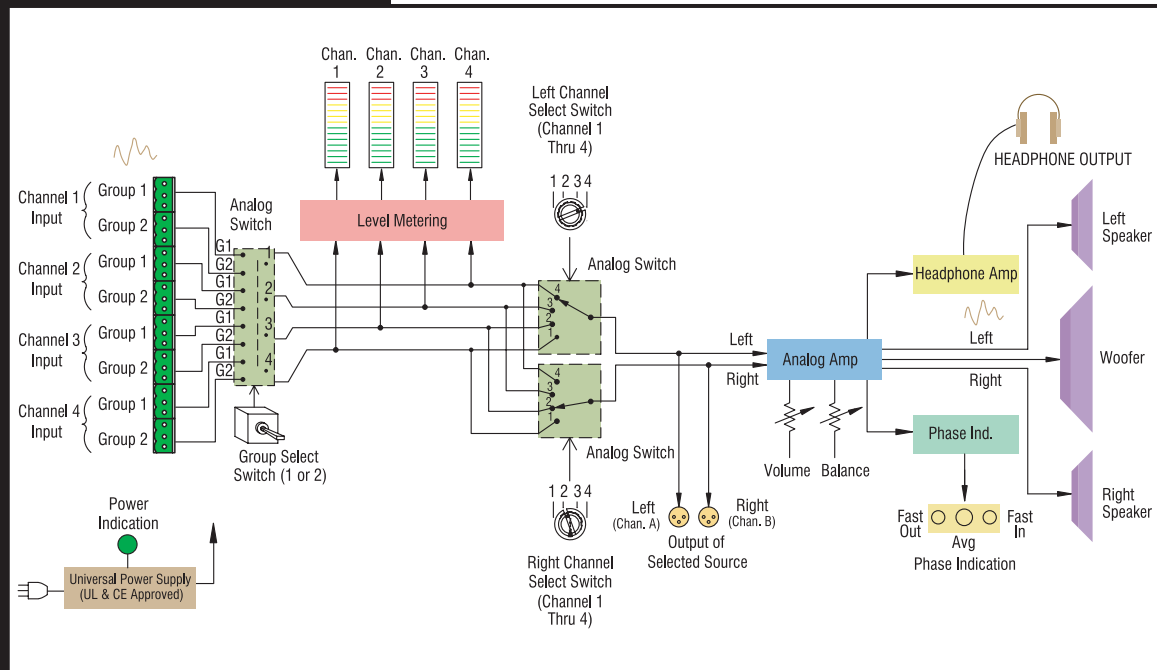 Chan. Chan. Chan. Chan.
1 2 3 4
Left Channel
Select Switch
(Channel 1
Thru 4)
HEADPHONE OUTPUT
1 2 3 4
Channel 1
Input
Group 1
Group 2
Channel 2
Input
Group 1
Group 2
Channel 3
Input
Group 1
Group 2
Channel 4
Input
Group 1
Group 2
Analog
Switch
G1
G2
G1
G2
G1
G2
G1
G2
1
2
3
4
Group Select
Switch (1 or 2)
Level Metering
Analog Switch
4
3
2
1
4
3
2
1
Analog Switch
1 2 3 4
Right Channel
Select Switch
(Channel 1
Thru 4)
Left
Right
Left
(Chan. A)
Right
(Chan. B)
Output of
Selected Source
Analog Amp
Volume
Balance
Headphone Amp
Left
Right
Left
Speaker
Woofer
Right
Speaker
Phase Ind.
Fast
Out
Fast
In
Avg
Phase Indication
Power
Indication
Universal Power Supply
(UL & CE Approved)